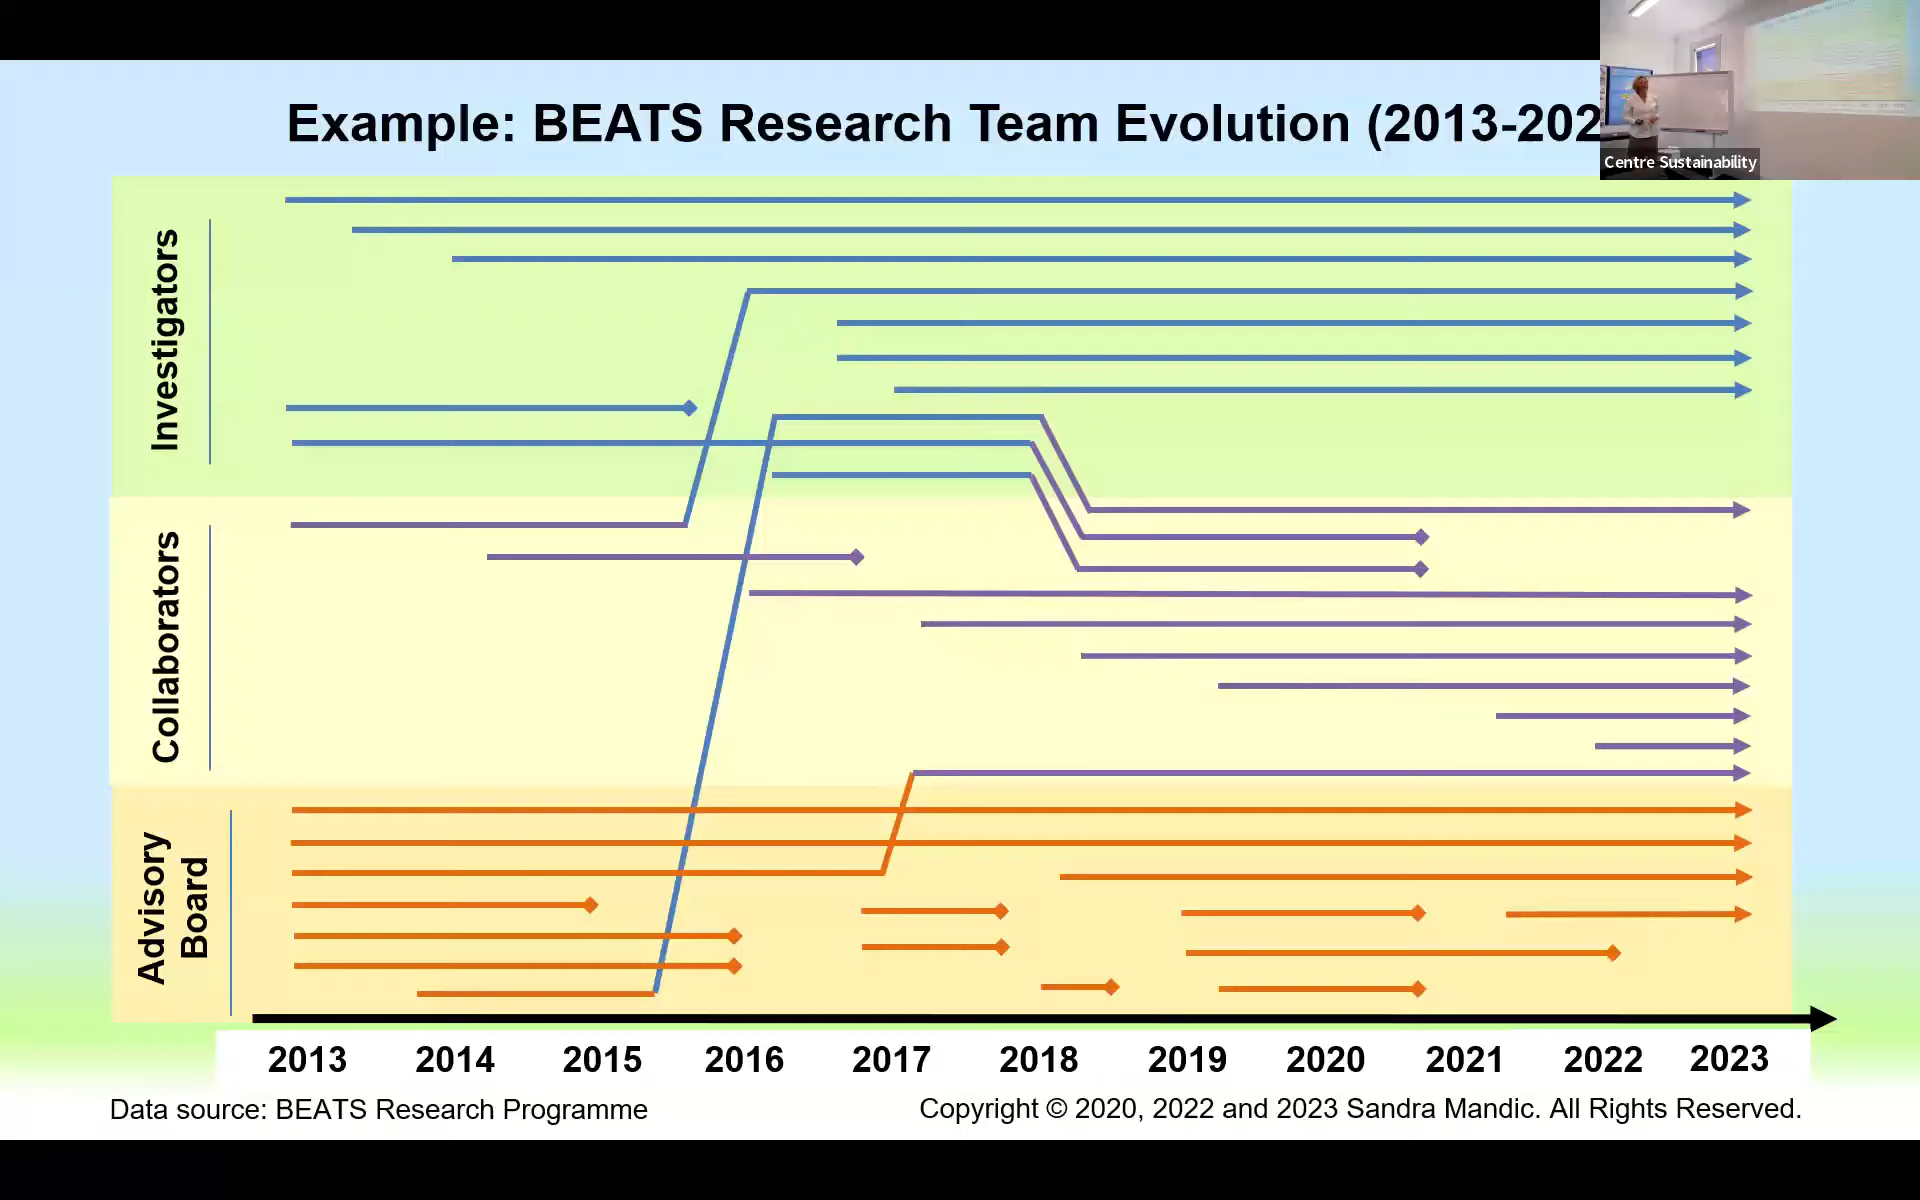 Example: BEATS Research Team Evolution (2013-202
Centre Sustainability
Investigators
Collaborators
Advisory
Board
2013 2014 2015 2016 2017 2018 2019 2020 2021 2022 2023
Data source: BEATS Research Programme
Copyright © 2020, 2022 and 2023 Sandra Mandic. All Rights Reserved.